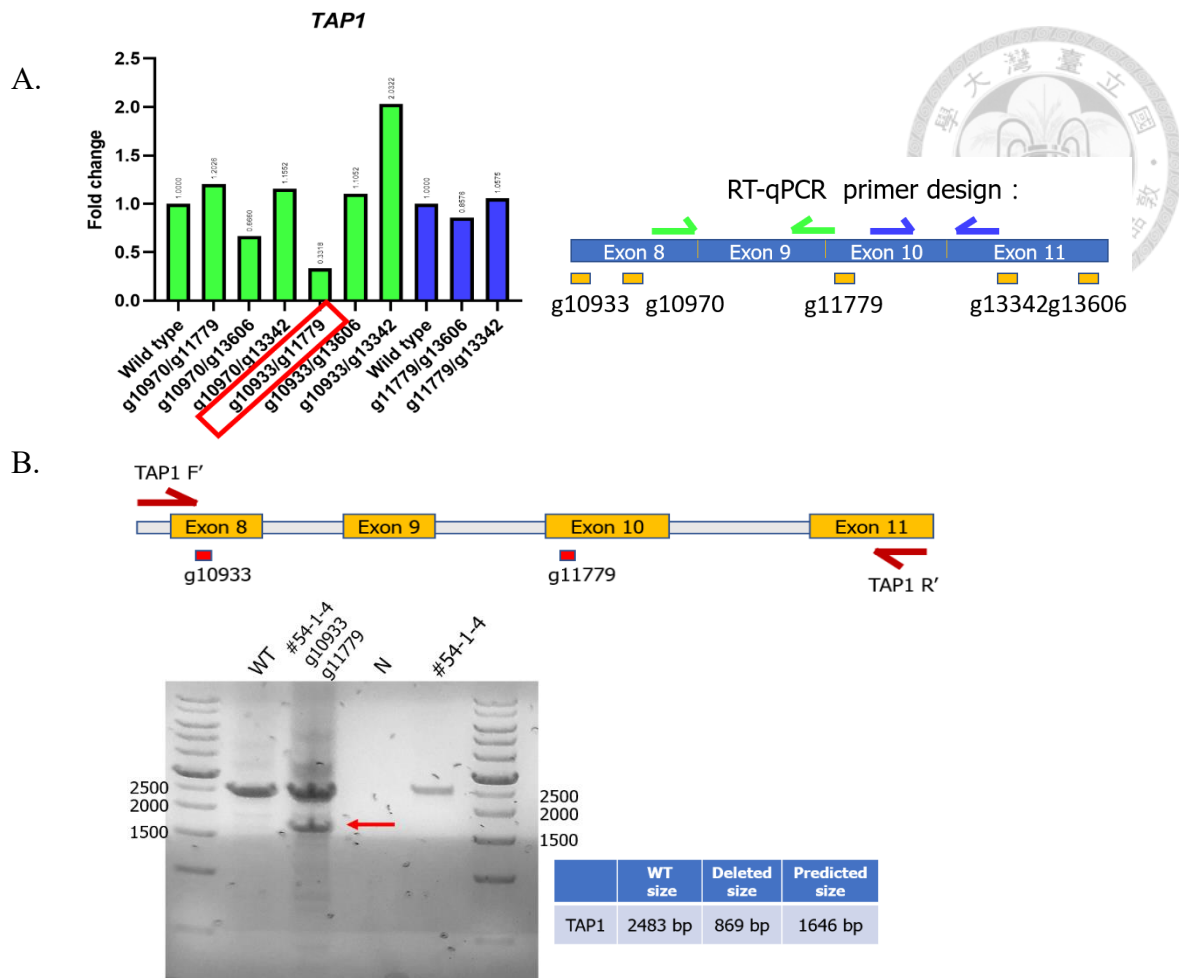 TAP1
A.
2.5
2.0
1.5
1.0
0.5
0.0
Fold change
1.0000
1.2026
0.6660
1.1552
0.3318
1.1052
2.0322
1.0000
0.8576
1.0575
Wild type
g10970/g11779
g10970/g13606
g10970/g13342
g10933/g11779
g10933/g13606
g10933/g13342
Wild type
g11779/g13606
g11779/g13342
臺灣大學
國
RT-qPCR primer design :
Exon 8 Exon 9 Exon 10 Exon 11
g10933 g10970 g11779 g13342 g13606
B.
TAP1 F'
Exon 8 Exon 9 Exon 10 Exon 11
g10933 g11779
TAP1 R'
WT
#54-1-4
g10933
g11779
N
#54-1-4
2500
2000
1500
2500
2000
1500
WT size Deleted size Predicted size
TAP1 2483 bp 869 bp 1646 bp